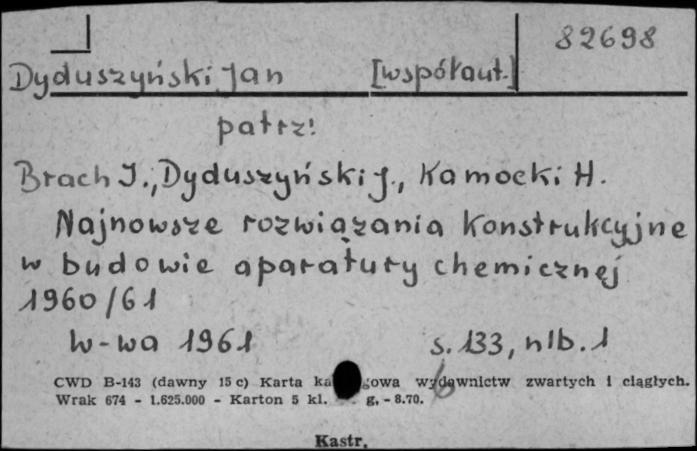 82698
Dyduszyński Jan [współaut.]
patrz!
Brach J., Dyduszyński J., Kamocki H.
Najnowsze rozwiązania konstrukcyjne
w budowie aparatury chemicznej
1960/61
W-wa 1961 s. 133, nlb. 1
CWD B-143 (dawny 15 c) Karta ka gowa wydawnictw zwartych i ciągłych.
Wrak 674 - 1.625.000 - Karton 5 kl. g. - 8.70.
Kastr.